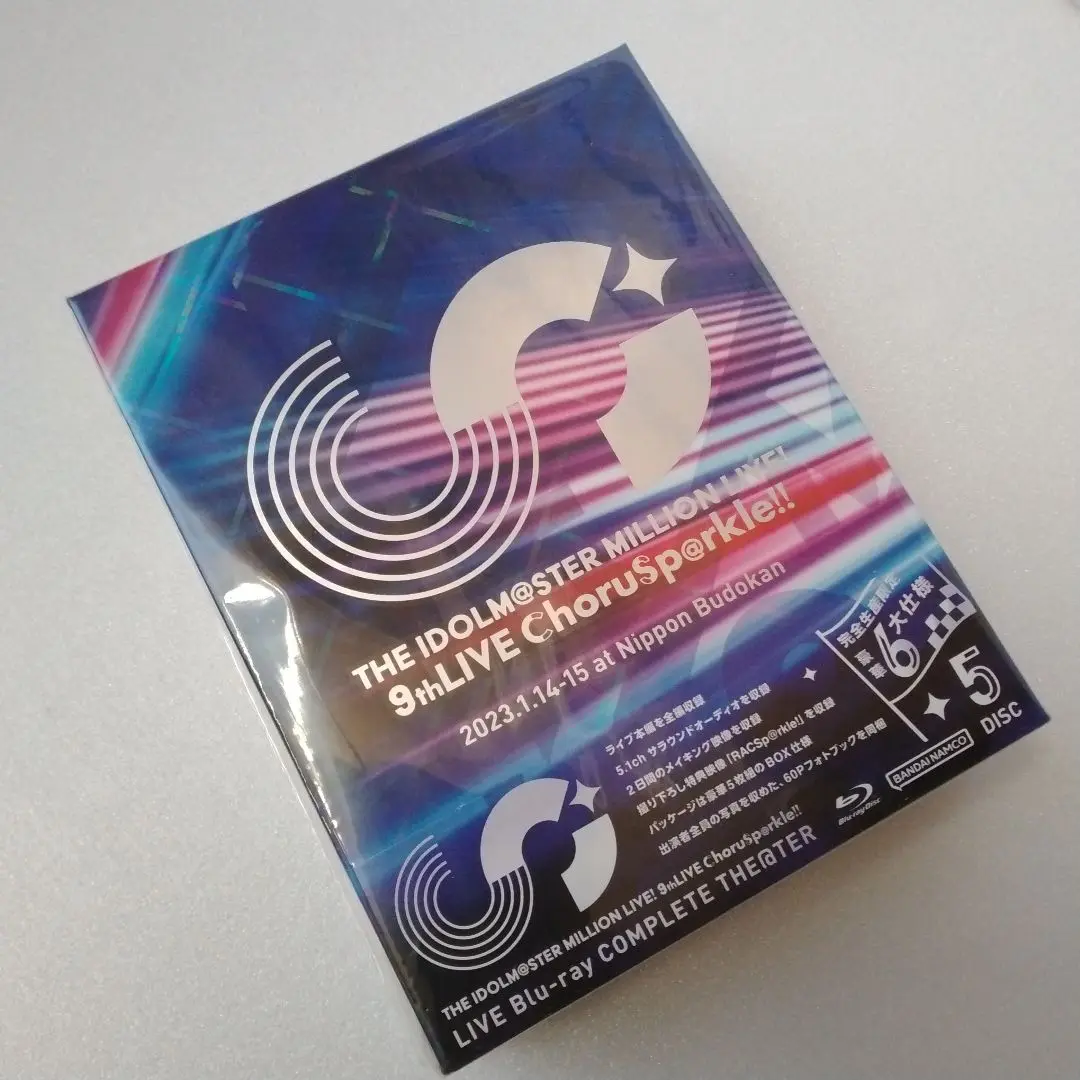 THE IDOLM@STER MILLION LIVE!
9thLIVE ChoruSp@rkle!!
2023.1.14-15 at Nippon Budokan
完全生産限定
豪華6大仕様
5
DISC
ライブ本編を全編収録
5.1ch サラウンドオーディオを収録
2日間のメイキング映像を収録
撮り下ろし特典映像「RACSp@rkle!」を収録
パッケージは豪華5枚組のBOX仕様
出演者全員の写真を収めた、60Pフォトブックを同梱
Blu-ray Disc
BANDAI NAMCO
THE IDOLM@STER MILLION LIVE! 9thLIVE ChoruSp@rkle!!
LIVE Blu-ray COMPLETE THE@TER